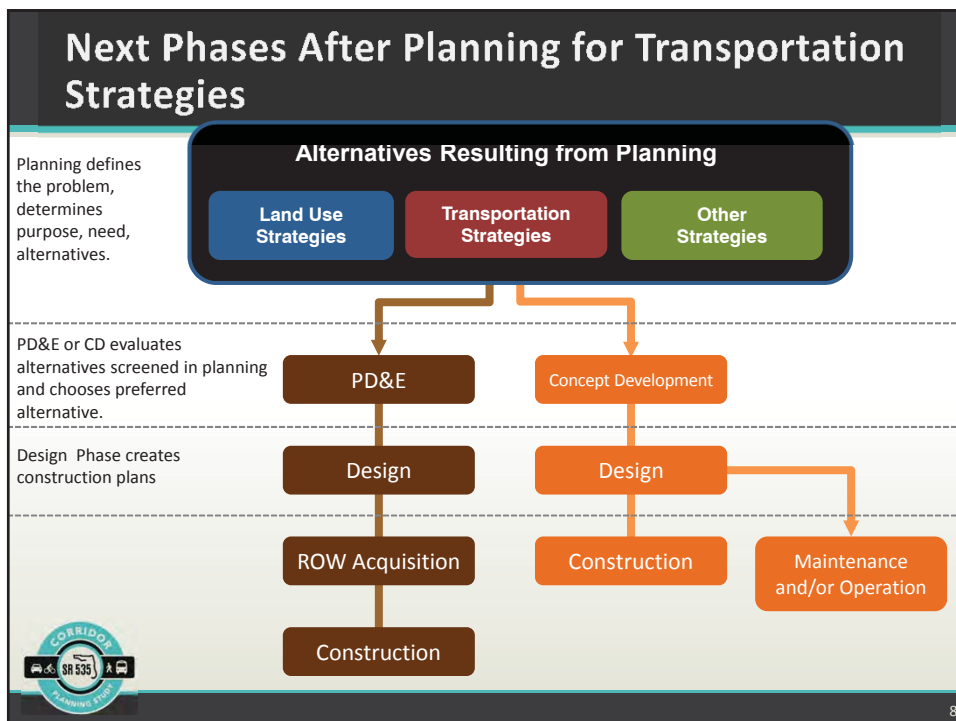 Next Phases After Planning for Transportation
Strategies
Alternatives Resulting from Planning
Planning defines
the problem,
determines
purpose, need,
alternatives.
Land Use
Strategies
Transportation
Strategies
Other
Strategies
PD&E or CD evaluates
alternatives screened in planning
and chooses preferred
alternative.
PD&E
Concept Development
Design Phase creates
construction plans
Design
Design
ROW Acquisition
Construction
Maintenance
and/or Operation
Construction
CORRIDOR
SR 535
PLANNING STUDY
8